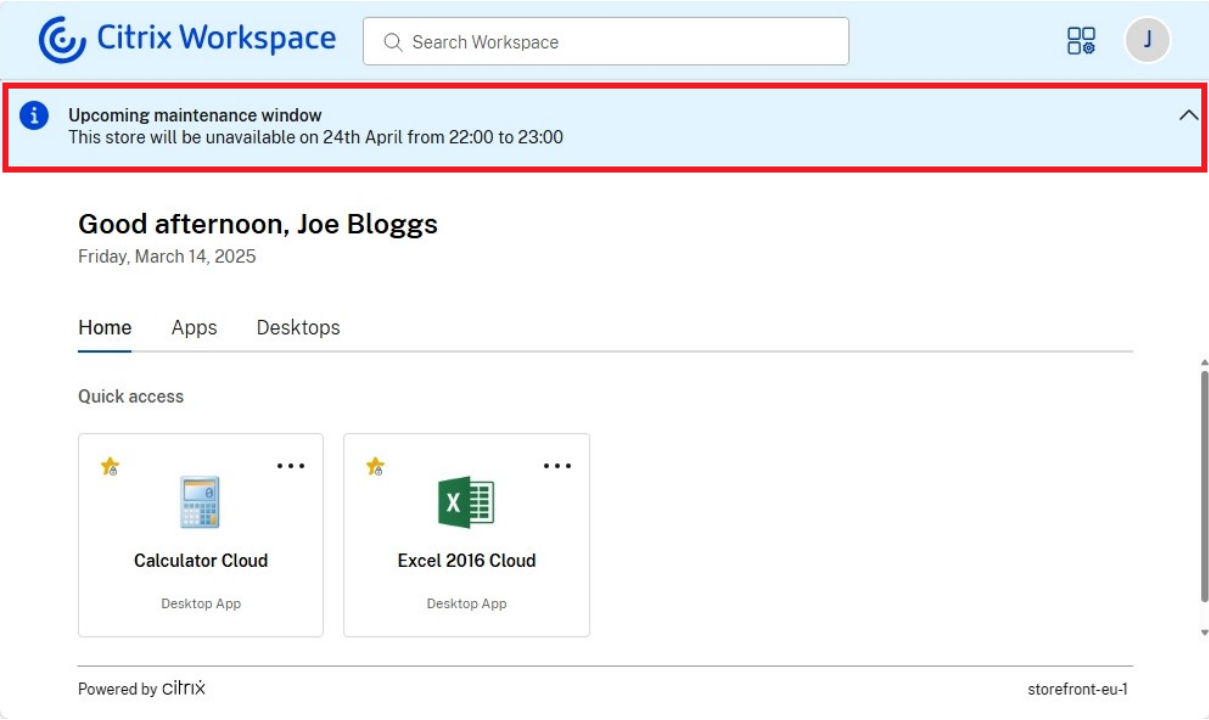 Citrix Workspace
Search Workspace
J
Upcoming maintenance window
This store will be unavailable on 24th April from 22:00 to 23:00
Good afternoon, Joe Bloggs
Friday, March 14, 2025
Home Apps Desktops
Quick access
Calculator Cloud Excel 2016 Cloud
Desktop App Desktop App
Powered by citrix storefront-eu-1